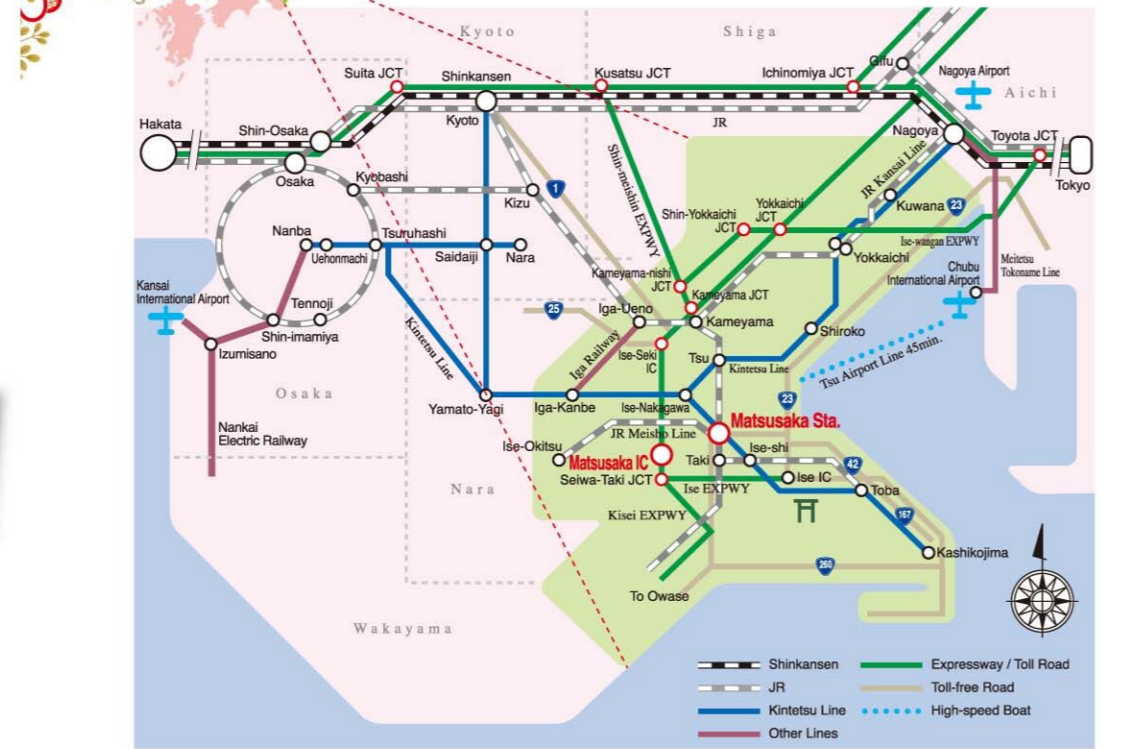 Kyoto
Shiga
Suita JCT
Shinkansen
Kusatsu JCT
Ichinomiya JCT
Gifu
Nagoya Airport
Aichi
Hakata
Shin-Osaka
Kyoto
JR
Nagoya
Toyota JCT
Tokyo
Osaka
Kyobashi
Kizu
1
Shin-meishin EXPWY
JR Kansai Line
Kuwana
23
Shin-Yokkaichi
JCT
Yokkaichi
JCT
Ise-wangan EXPWY
Nanba
Uehonmachi
Tsuruhashi
Saidaiji
Nara
Yokkaichi
Meitetsu
Tokoname Line
Chubu
International Airport
Kansai
International Airport
Kameyama-nishi
JCT
Kameyama JCT
Tennoji
Shin-imamiya
25
Iga-Ueno
Kameyama
Shiroko
Izumisano
Kintetsu Line
Iga Railway
Ise-Seki
IC
Tsu
Kintetsu Line
Tsu Airport Line 45min.
Osaka
Yamato-Yagi
Iga-Kanbe
Ise-Nakagawa
23
Matsusaka Sta.
Nankai
Electric Railway
JR Meisho Line
Ise-Okitsu
Matsusaka IC
Taki
Ise-shi
42
Seiwa-Taki JCT
Ise EXPWY
Ise IC
Toba
Nara
Kisei EXPWY
167
Kashikojima
260
To Owase
Wakayama
Shinkansen
JR
Kintetsu Line
Other Lines
Expressway / Toll Road
Toll-free Road
High-speed Boat